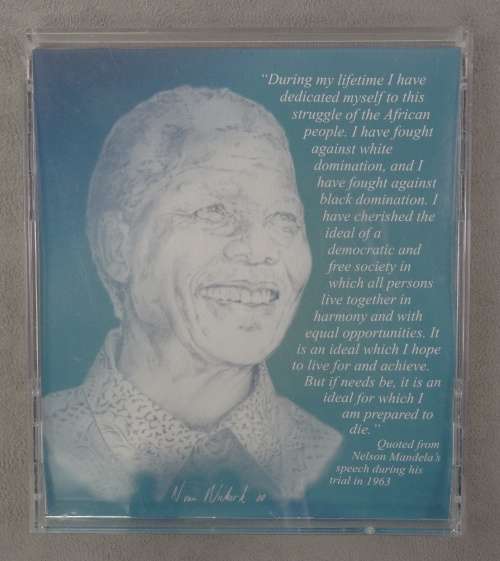 “During my lifetime I have
dedicated myself to this
struggle of the African
people. I have fought
against white
domination, and I
have fought against
black domination. I
have cherished the
ideal of a
democratic and
free society in
which all persons
live together in
harmony and with
equal opportunities. It
is an ideal which I hope
to live for and achieve.
But if needs be, it is an
ideal for which I
am prepared to
die.”
Quoted from
Nelson Mandela's
speech during his
trial in 1963